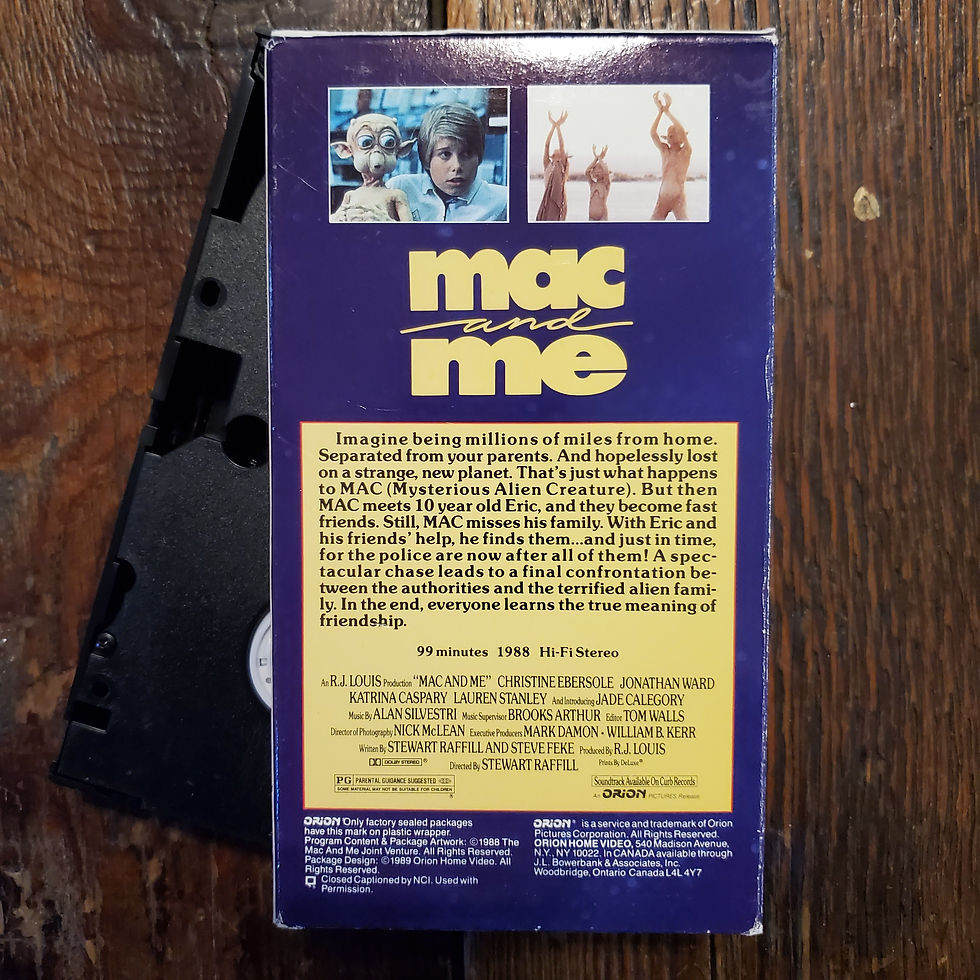 mac
and
me
Imagine being millions of miles from home.
Separated from your parents. And hopelessly lost
on a strange, new planet. That's just what happens
to MAC (Mysterious Alien Creature). But then
MAC meets 10 year old Eric, and they become fast
friends. Still, MAC misses his family. With Eric and
his friends' help, he finds them...and just in time,
for the police are now after all of them! A spec-
tacular chase leads to a final confrontation be-
tween the authorities and the terrified alien fami-
ly. In the end, everyone learns the true meaning of
friendship.
99 minutes 1988 Hi-Fi Stereo
An R.J. LOUIS Production "MAC AND ME" CHRISTINE EBERSOLE JONATHAN WARD
KATRINA CASPARY LAUREN STANLEY And Introducing JADE CALEGORY
Music By ALAN SILVESTRI Music Supervisor BROOKS ARTHUR Editor TOM WALLS
Director of Photography NICK McLEAN Executive Producers MARK DAMON · WILLIAM B. KERR
Written By STEWART RAFFILL AND STEVE FEKE Produced By R.J. LOUIS
DOLBY STEREO ® Directed By STEWART RAFFILL Prints By DeLuxe®
PG PARENTAL GUIDANCE SUGGESTED
SOME MATERIAL MAY NOT BE SUITABLE FOR CHILDREN
®
Soundtrack Available On Curb Records
An ORION PICTURES Release
ORION® Only factory sealed packages
have this mark on plastic wrapper.
Program Content & Package Artwork: ©1988 The
Mac And Me Joint Venture. All Rights Reserved.
Package Design: ©1989 Orion Home Video. All
Rights Reserved.
Closed Captioned by NCI. Used with
Permission.
ORION® is a service and trademark of Orion
Pictures Corporation. All Rights Reserved.
ORION HOME VIDEO, 540 Madison Avenue,
N.Y., NY 10022. In CANADA available through
J.L. Bowerbank & Associates, Inc.
Woodbridge, Ontario Canada L4L 4Y7